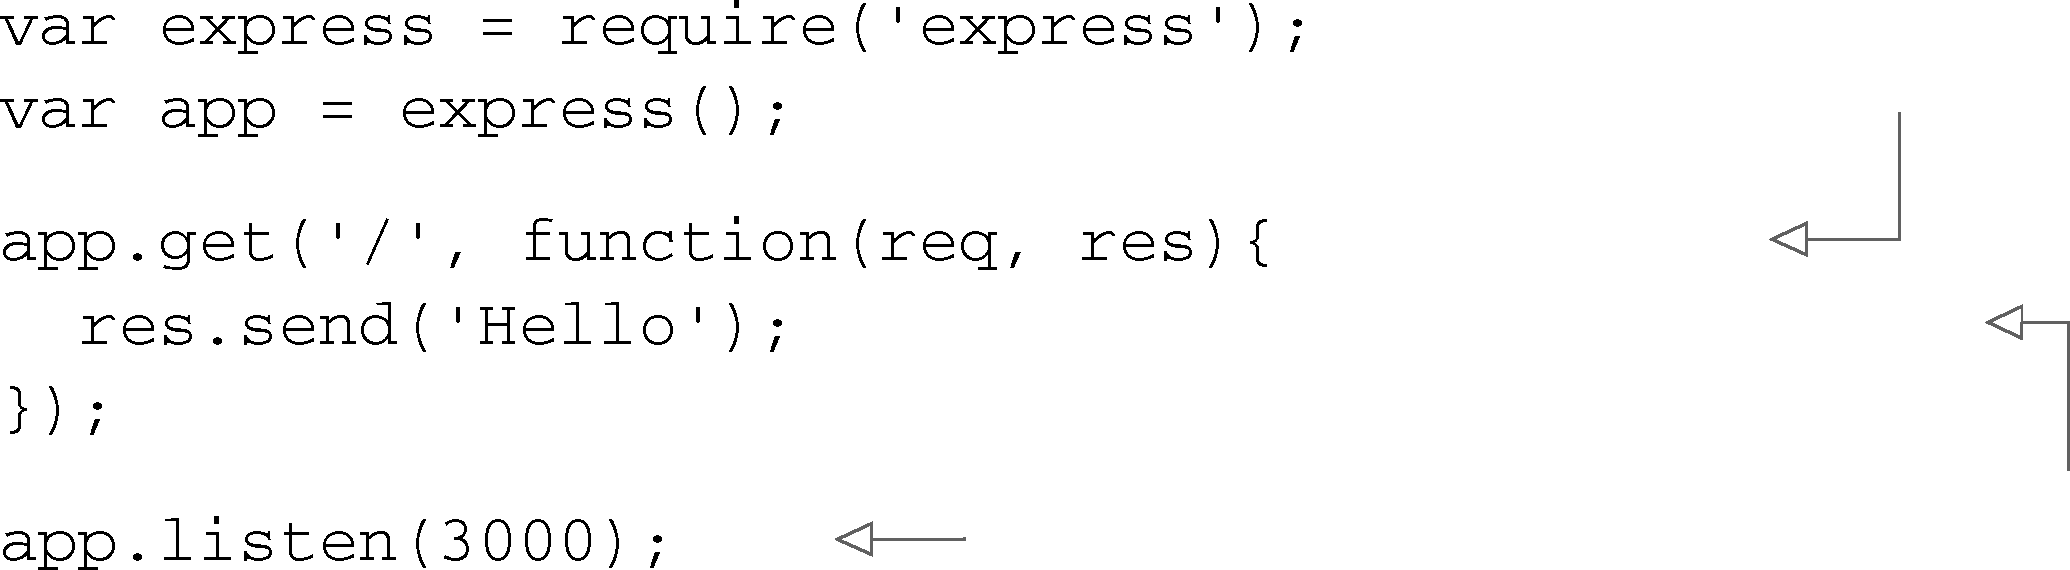 var express = require('express');
var app = express();
app.get('/', function(req, res){
  res.send('Hello');
});
app.listen(3000);